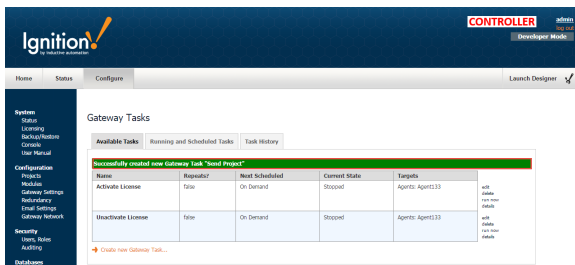 CONTROLLER
admin
log out
Developer Mode
Ignition
by inductive automation
Home Status Configure Launch Designer
System
Status
Licensing
Backup/Restore
Console
User Manual
Configuration
Projects
Modules
Gateway Settings
Redundancy
Email Settings
Gateway Network
Security
Users, Roles
Auditing
Databases
Gateway Tasks
Available Tasks Running and Scheduled Tasks Task History
Successfully created new Gateway Task "Send Project"
Name Repeats? Next Scheduled Current State Targets
Activate License false On Demand Stopped Agents: Agent133
edit
delete
run now
details
Unactivate License false On Demand Stopped Agents: Agent133
edit
delete
run now
details
Create new Gateway Task...